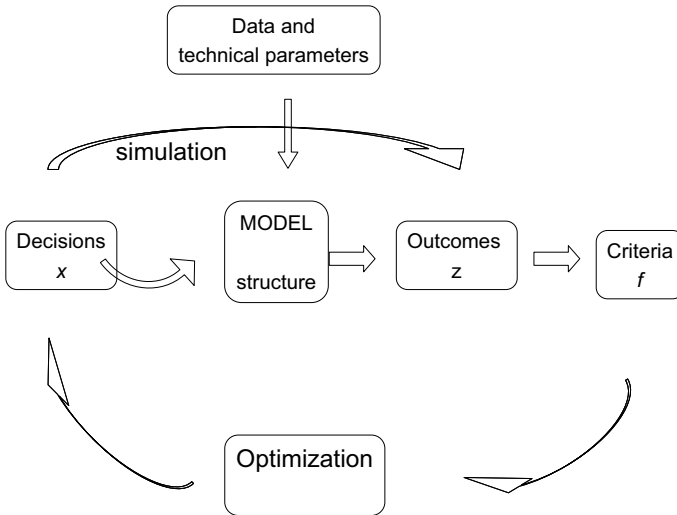 Data and
technical parameters
simulation
Decisions
x
MODEL
structure
Outcomes
z
Criteria
f
Optimization